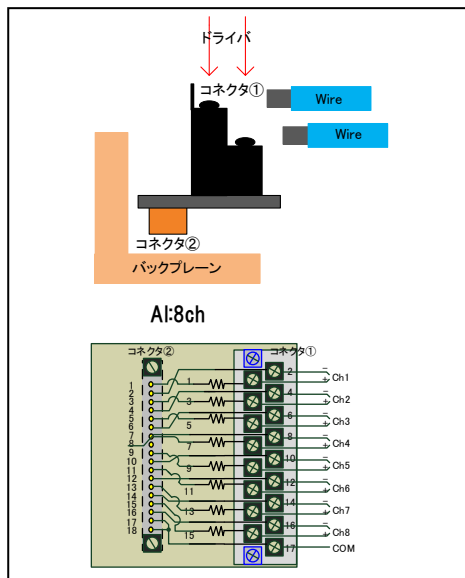 ドライバ
コネクタ①
Wire
Wire
コネクタ②
バックプレーン
AI:8ch
コネクタ②
コネクタ①
1
2
3
4
5
6
7
8
9
10
11
12
13
14
15
16
17
18
1
3
5
7
9
11
13
15
2
4
6
8
10
12
14
16
17
− + Ch1
− + Ch2
− + Ch3
− + Ch4
− + Ch5
− + Ch6
− + Ch7
− + Ch8
COM